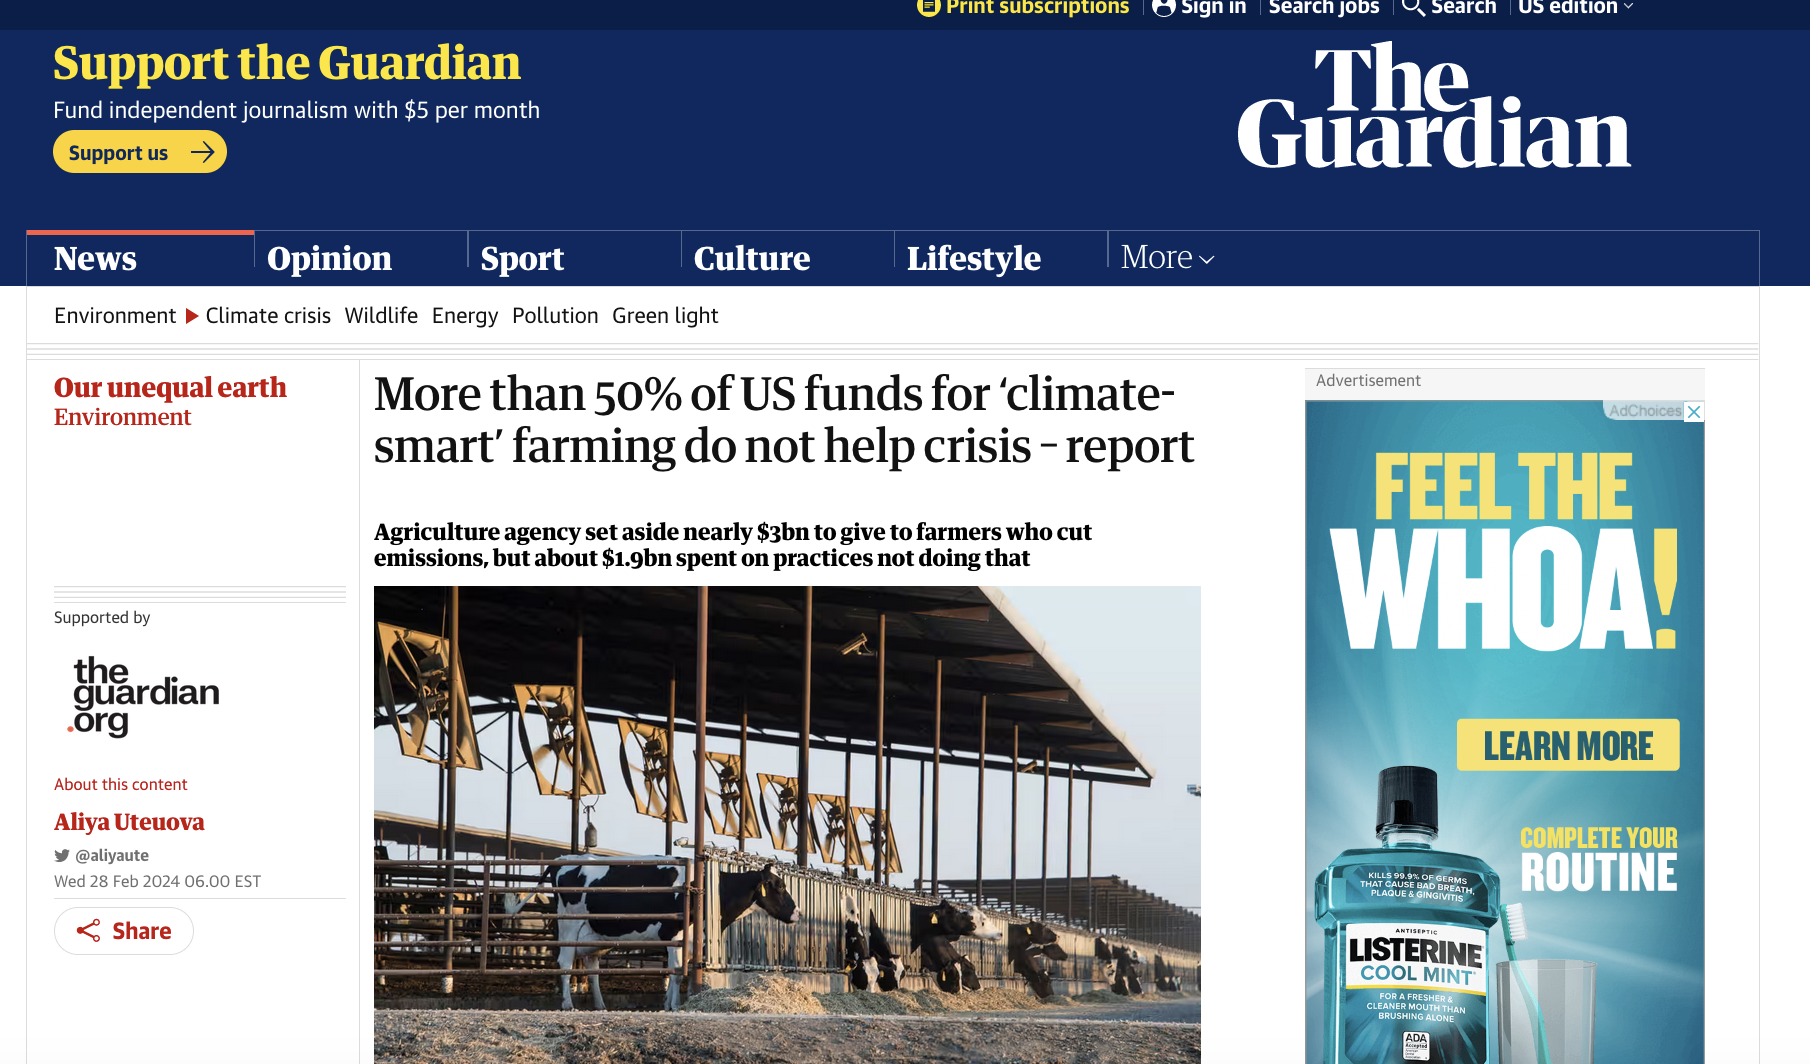 Print subscriptions
Sign in
Search jobs
Search
US edition
Support the Guardian
Fund independent journalism with $5 per month
Support us
The
Guardian
News
Opinion
Sport
Culture
Lifestyle
More
Environment
Climate crisis
Wildlife
Energy
Pollution
Green light
Our unequal earth
Environment
More than 50% of US funds for ‘climate-
smart’ farming do not help crisis – report
Agriculture agency set aside nearly $3bn to give to farmers who cut
emissions, but about $1.9bn spent on practices not doing that
Supported by
the
guardian
.org
About this content
Aliya Uteuova
@aliyaute
Wed 28 Feb 2024 06.00 EST
Share
Advertisement
AdChoices
FEEL THE
WHOA!
LEARN MORE
COMPLETE YOUR
ROUTINE
KILLS 99.9% OF GERMS
THAT CAUSE BAD BREATH,
PLAQUE & GINGIVITIS
ANTISEPTIC
LISTERINE
COOL MINT
FOR A FRESHER &
CLEANER MOUTH THAN
BRUSHING ALONE
ADA
Accepted